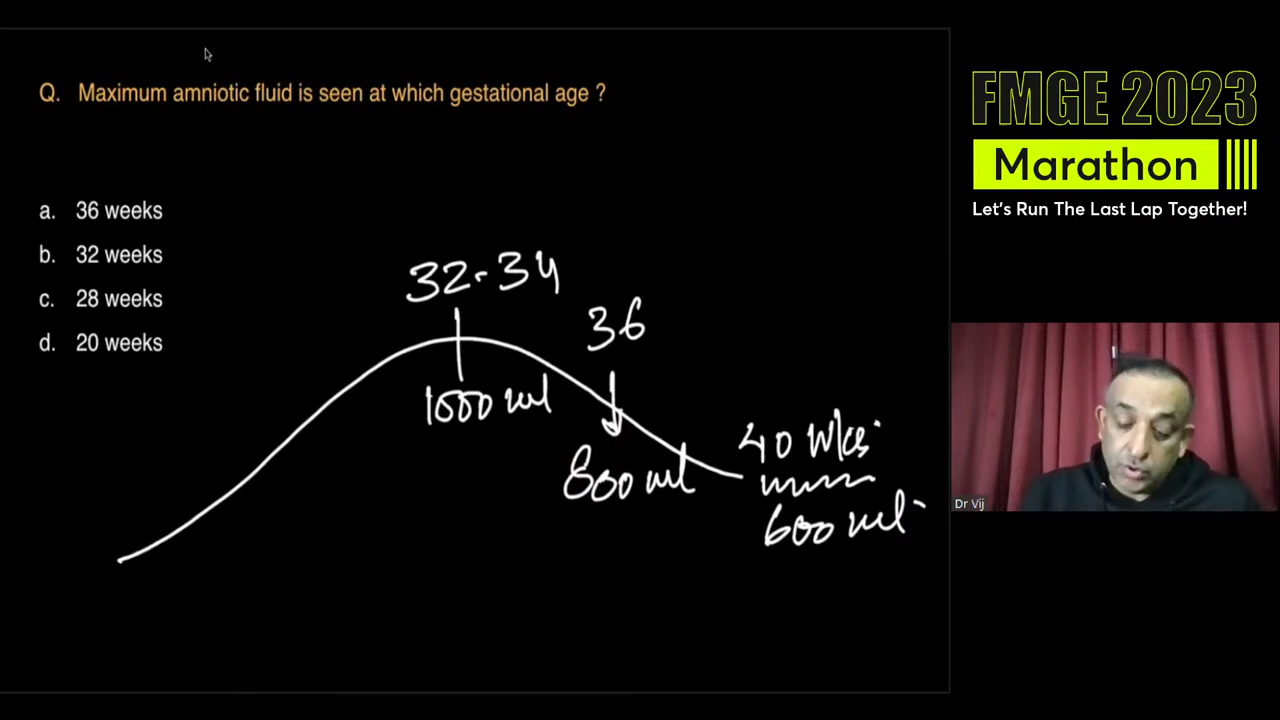 Q. Maximum amniotic fluid is seen at which gestational age ?
a. 36 weeks
b. 32 weeks
c. 28 weeks
d. 20 weeks
32-34
36
1000 ml
800 ml
40 wks
600 ml
FMGE 2023
Marathon
Let's Run The Last Lap Together!
Dr Vij